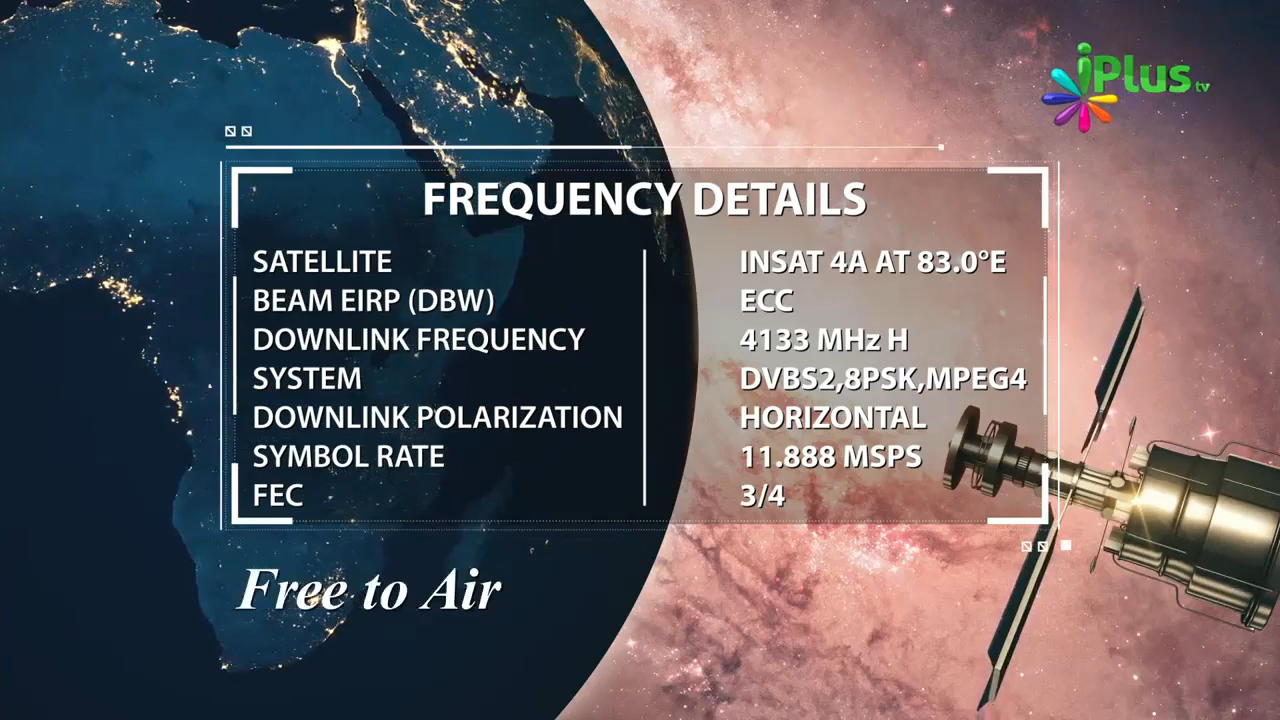 iPlus tv
FREQUENCY DETAILS
SATELLITE INSAT 4A AT 83.0°E
BEAM EIRP (DBW) ECC
DOWNLINK FREQUENCY 4133 MHz H
SYSTEM DVBS2,8PSK,MPEG4
DOWNLINK POLARIZATION HORIZONTAL
SYMBOL RATE 11.888 MSPS
FEC 3/4
Free to Air